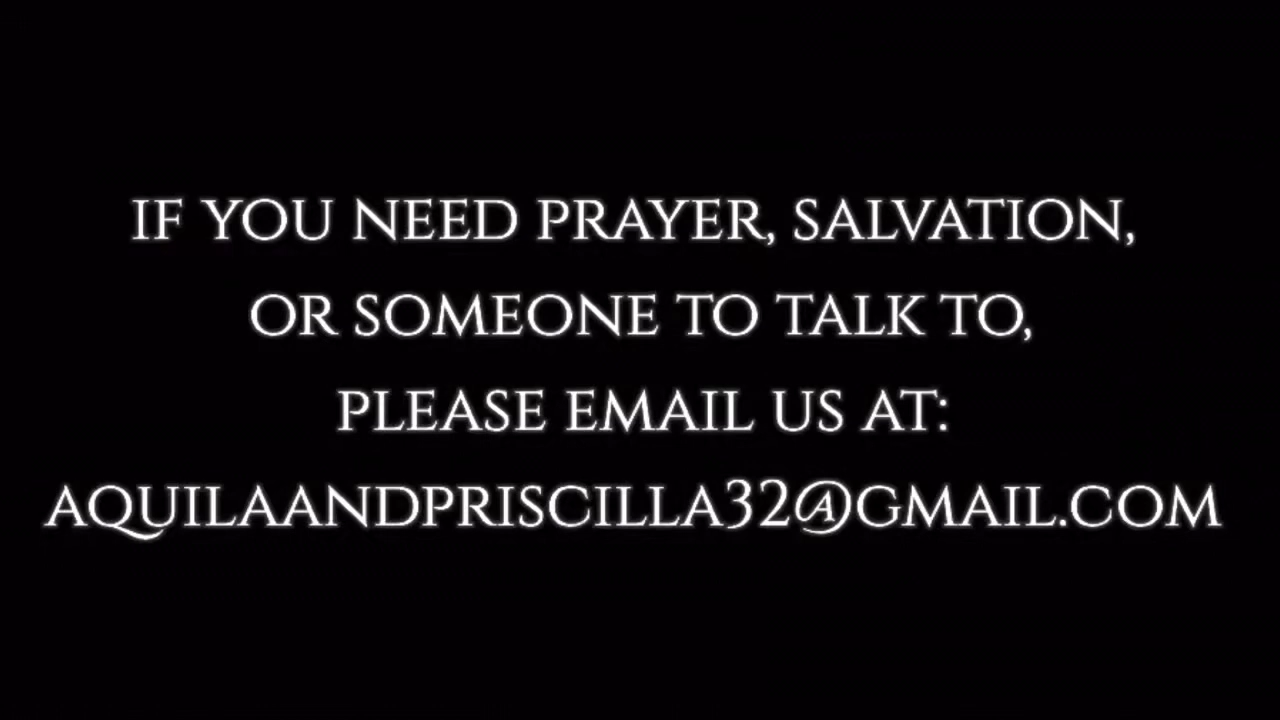 IF YOU NEED PRAYER, SALVATION,
OR SOMEONE TO TALK TO,
PLEASE EMAIL US AT:
AQUILAANDPRISCILLA32@GMAIL.COM